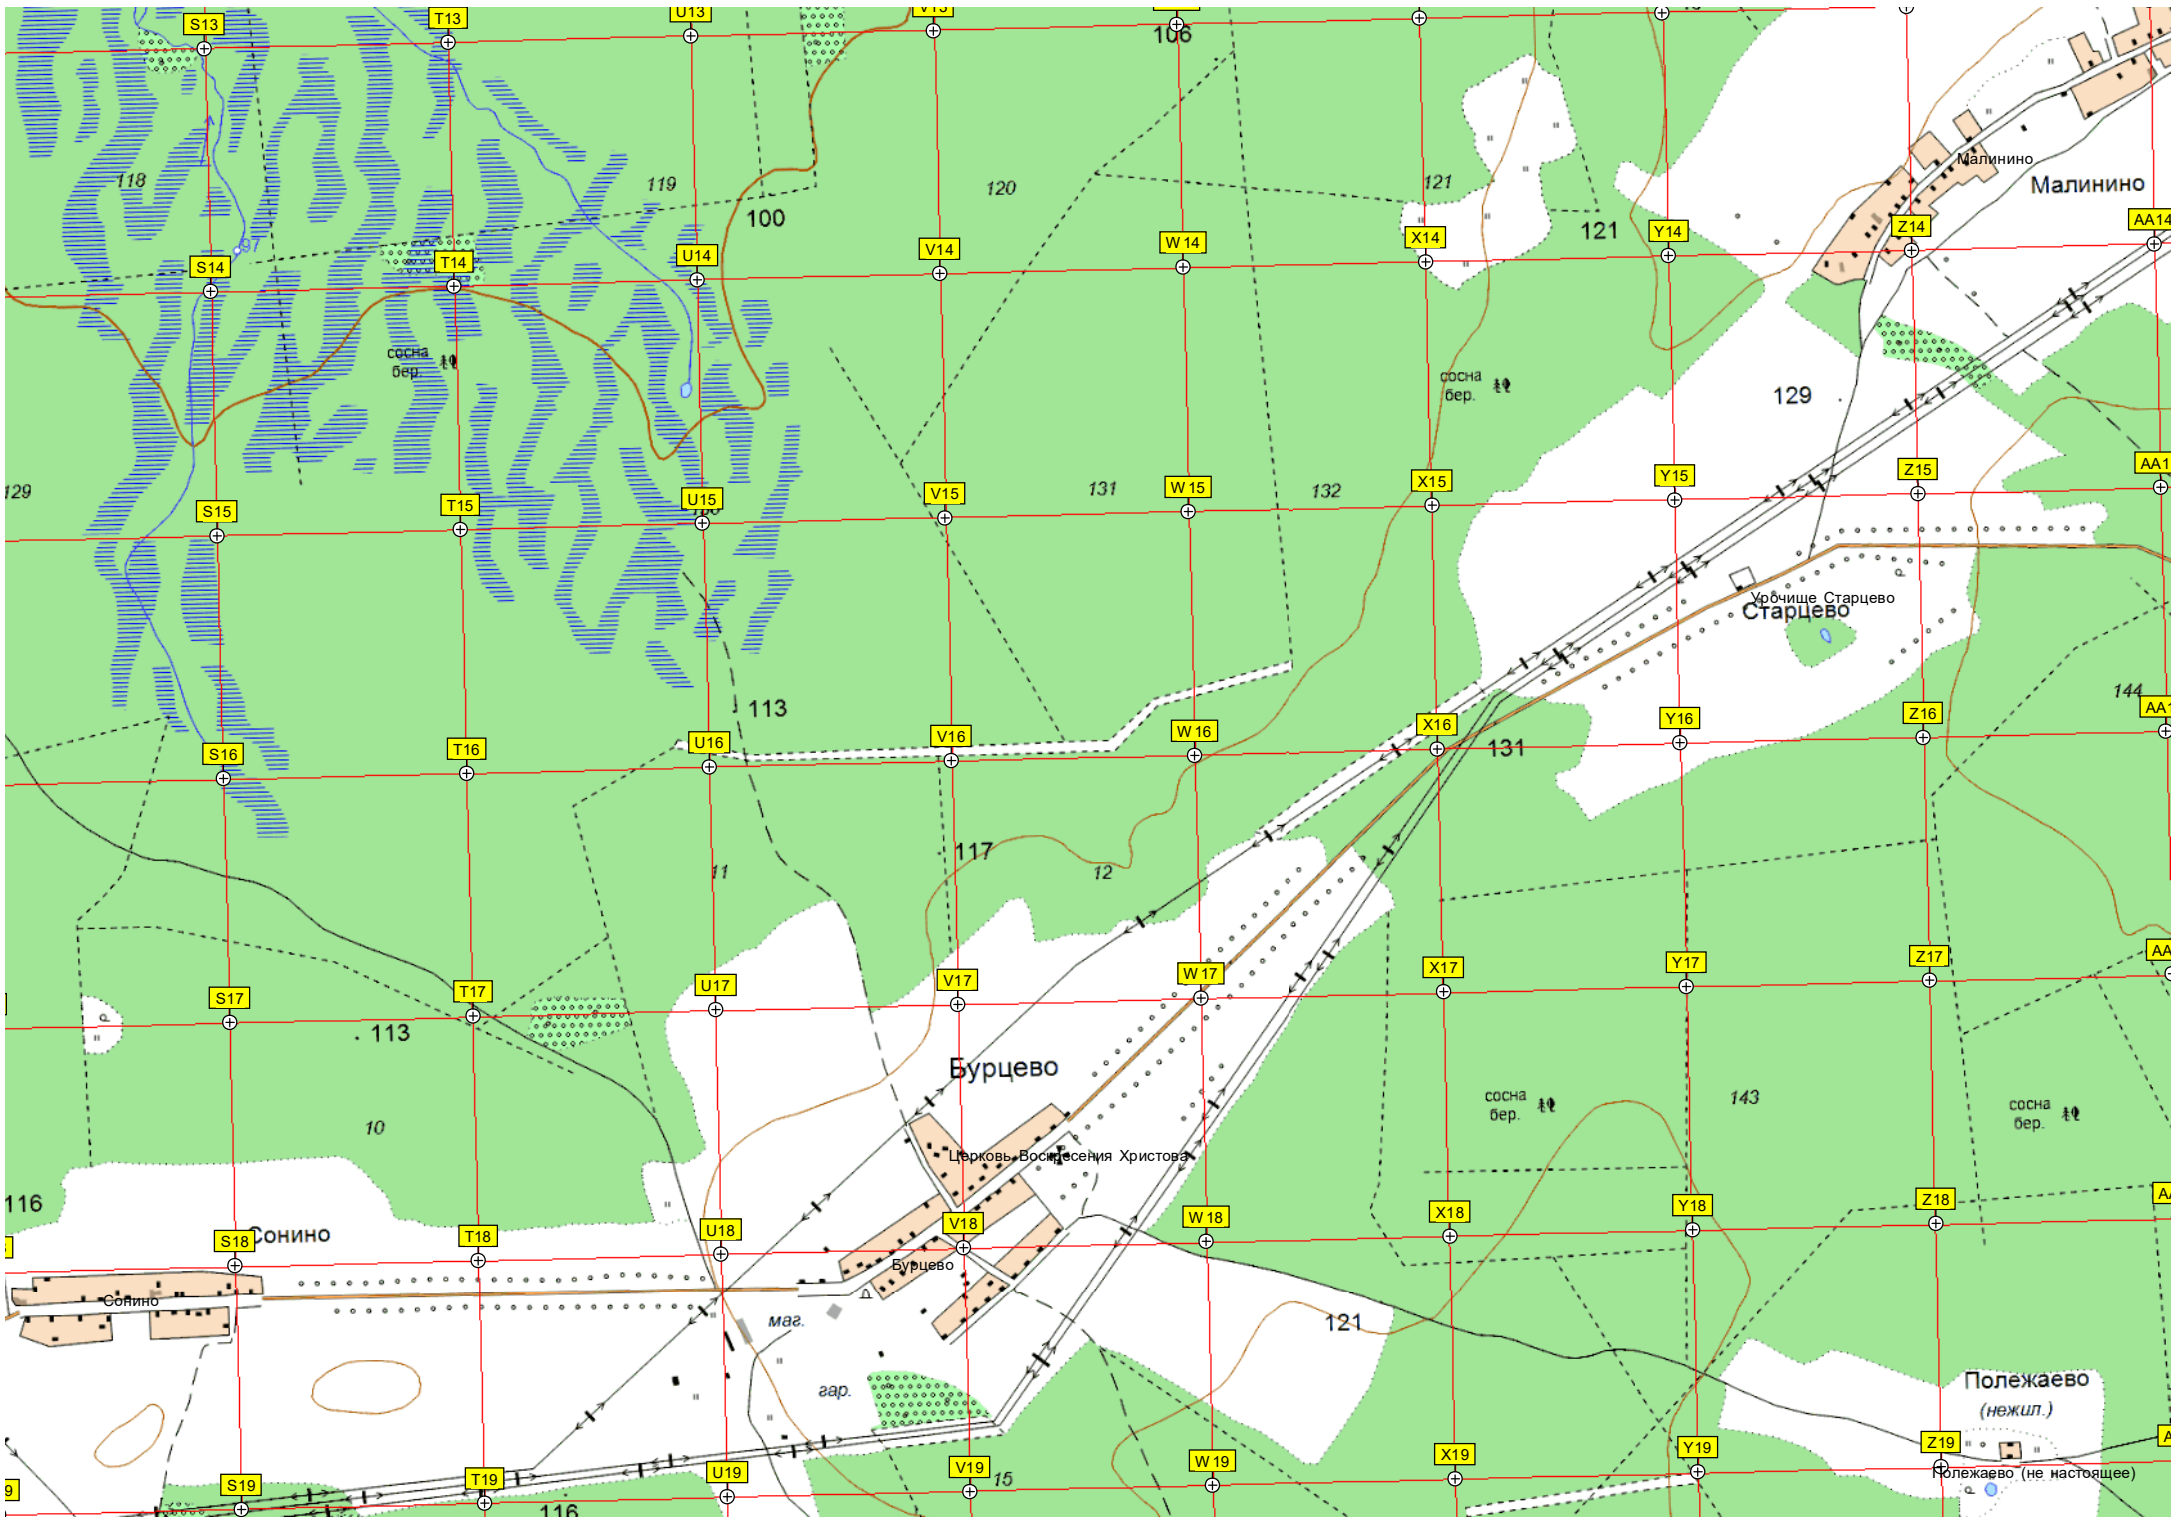 S13
T13
U13
V13
106
118
119
120
121
100
121
97
Малинино
Малинино
S14
T14
U14
V14
W14
X14
Y14
Z14
AA14
сосна
бер.
сосна
бер.
129
129
131
132
S15
T15
U15
V15
W15
X15
Y15
Z15
Урочище Старцево
Старцево
144
113
131
S16
T16
U16
V16
W16
X16
Y16
Z16
117
11
12
S17
T17
U17
V17
W17
X17
Y17
Z17
113
10
Бурцево
сосна
бер.
143
сосна
бер.
Церковь Воскресения Христова
116
Сонино
S18
T18
U18
V18
W18
X18
Y18
Z18
Бурцево
Сонино
маг.
121
гар.
Полежаево
(нежил.)
S19
T19
U19
V19
W19
X19
Y19
Z19
15
Полежаево (не настоящее)
116